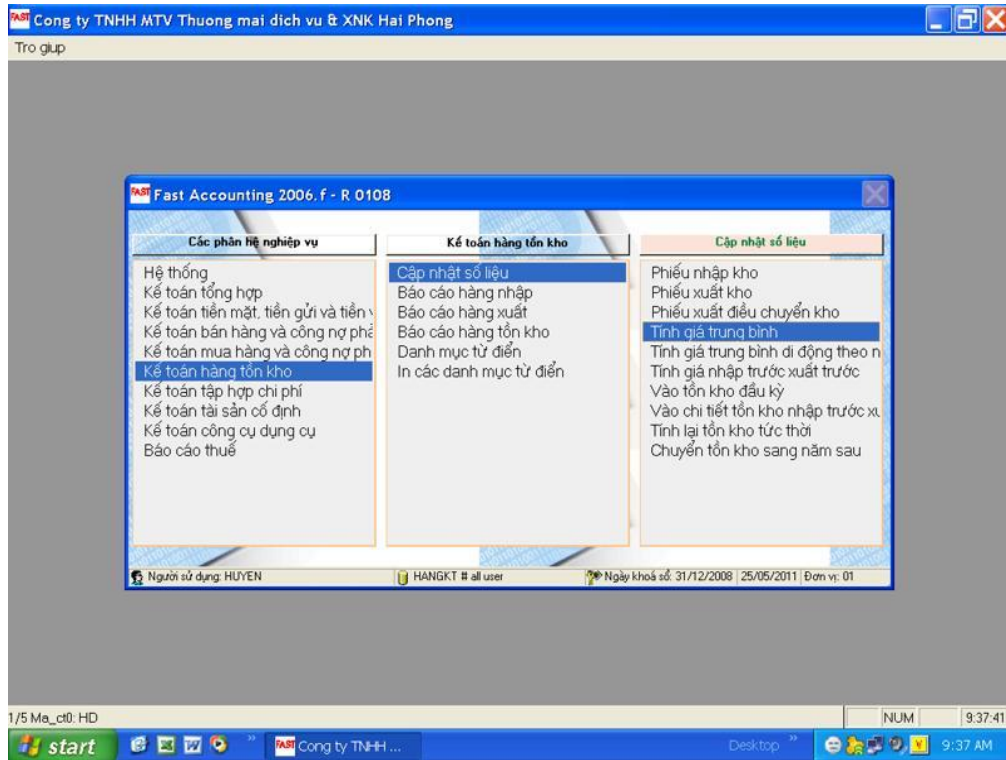 FAST Cong ty TNHH MTV Thuong mai dich vu & XNK Hai Phong
Tro giup
FAST Fast Accounting 2006.f - R 0108
Các phân hệ nghiệp vụ
Hệ thống
Kế toán tổng hợp
Kế toán tiền mặt, tiền gửi và tiền v
Kế toán bán hàng và công nợ phả
Kế toán mua hàng và công nợ ph
Kế toán hàng tồn kho
Kế toán tập hợp chi phí
Kế toán tài sản cố định
Kế toán công cụ dụng cụ
Báo cáo thuế
Kế toán hàng tồn kho
Cập nhật số liệu
Báo cáo hàng nhập
Báo cáo hàng xuất
Báo cáo hàng tồn kho
Danh mục từ điển
In các danh mục từ điển
Cập nhật số liệu
Phiếu nhập kho
Phiếu xuất kho
Phiếu xuất điều chuyển kho
Tính giá trung bình
Tính giá trung bình di động theo n
Tính giá nhập trước xuất trước
Vào tồn kho đầu kỳ
Vào chi tiết tồn kho nhập trước xu
Tính lại tồn kho tức thời
Chuyển tồn kho sang năm sau
Người sử dụng: HUYEN
HANGKT # all user
Ngày khoá sổ: 31/12/2008 25/05/2011 Đơn vị: 01
1/5 Ma_ct0: HD
NUM
9:37:41
start
FAST Cong ty TNHH ...
Desktop
9:37 AM